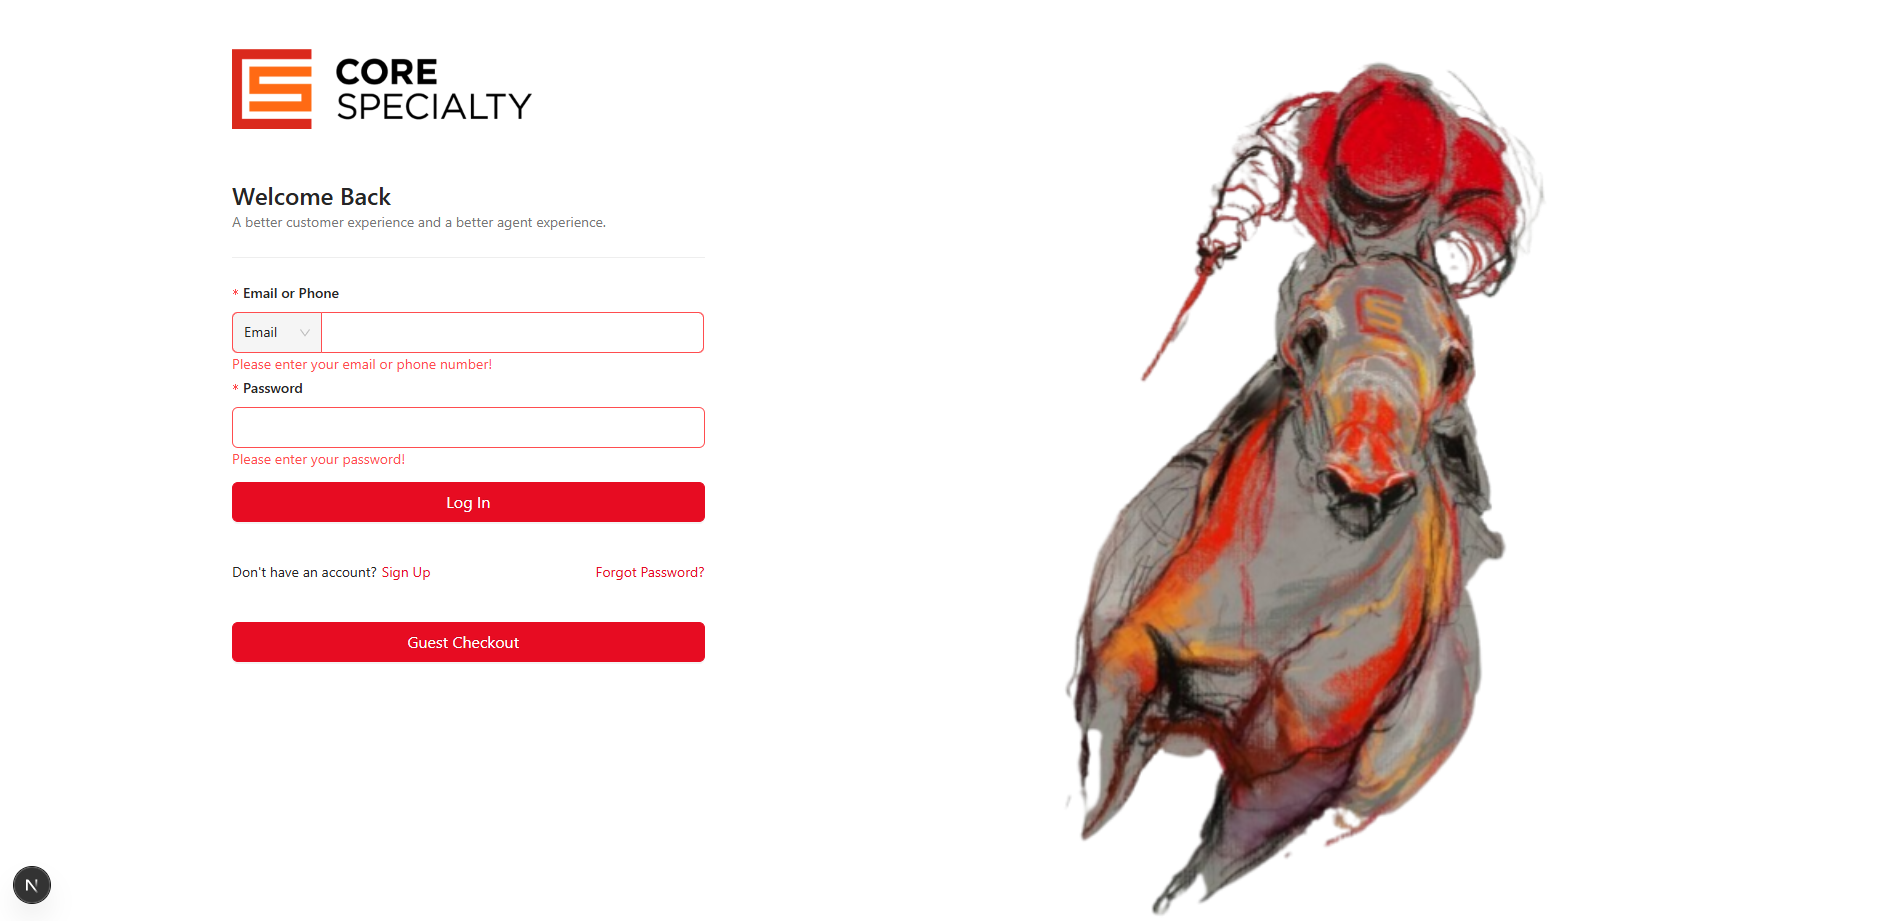 CORE
SPECIALTY
Welcome Back
A better customer experience and a better agent experience.
* Email or Phone
Email
Please enter your email or phone number!
* Password
Please enter your password!
Log In
Don't have an account? Sign Up
Forgot Password?
Guest Checkout
N